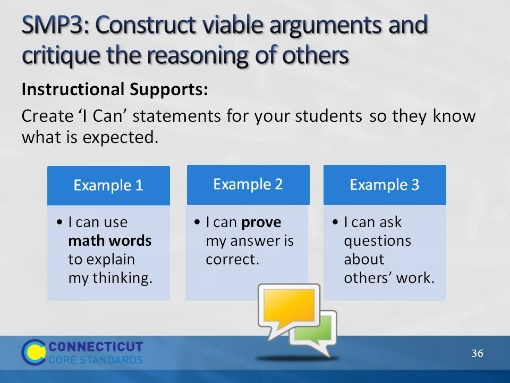 SMP3: Construct viable arguments and
critique the reasoning of others
Instructional Supports:
Create ‘I Can’ statements for your students so they know
what is expected.
Example 1
• I can use
math words
to explain
my thinking.
Example 2
• I can prove
my answer is
correct.
Example 3
• I can ask
questions
about
others’ work.
CONNECTICUT
CORE STANDARDS
36